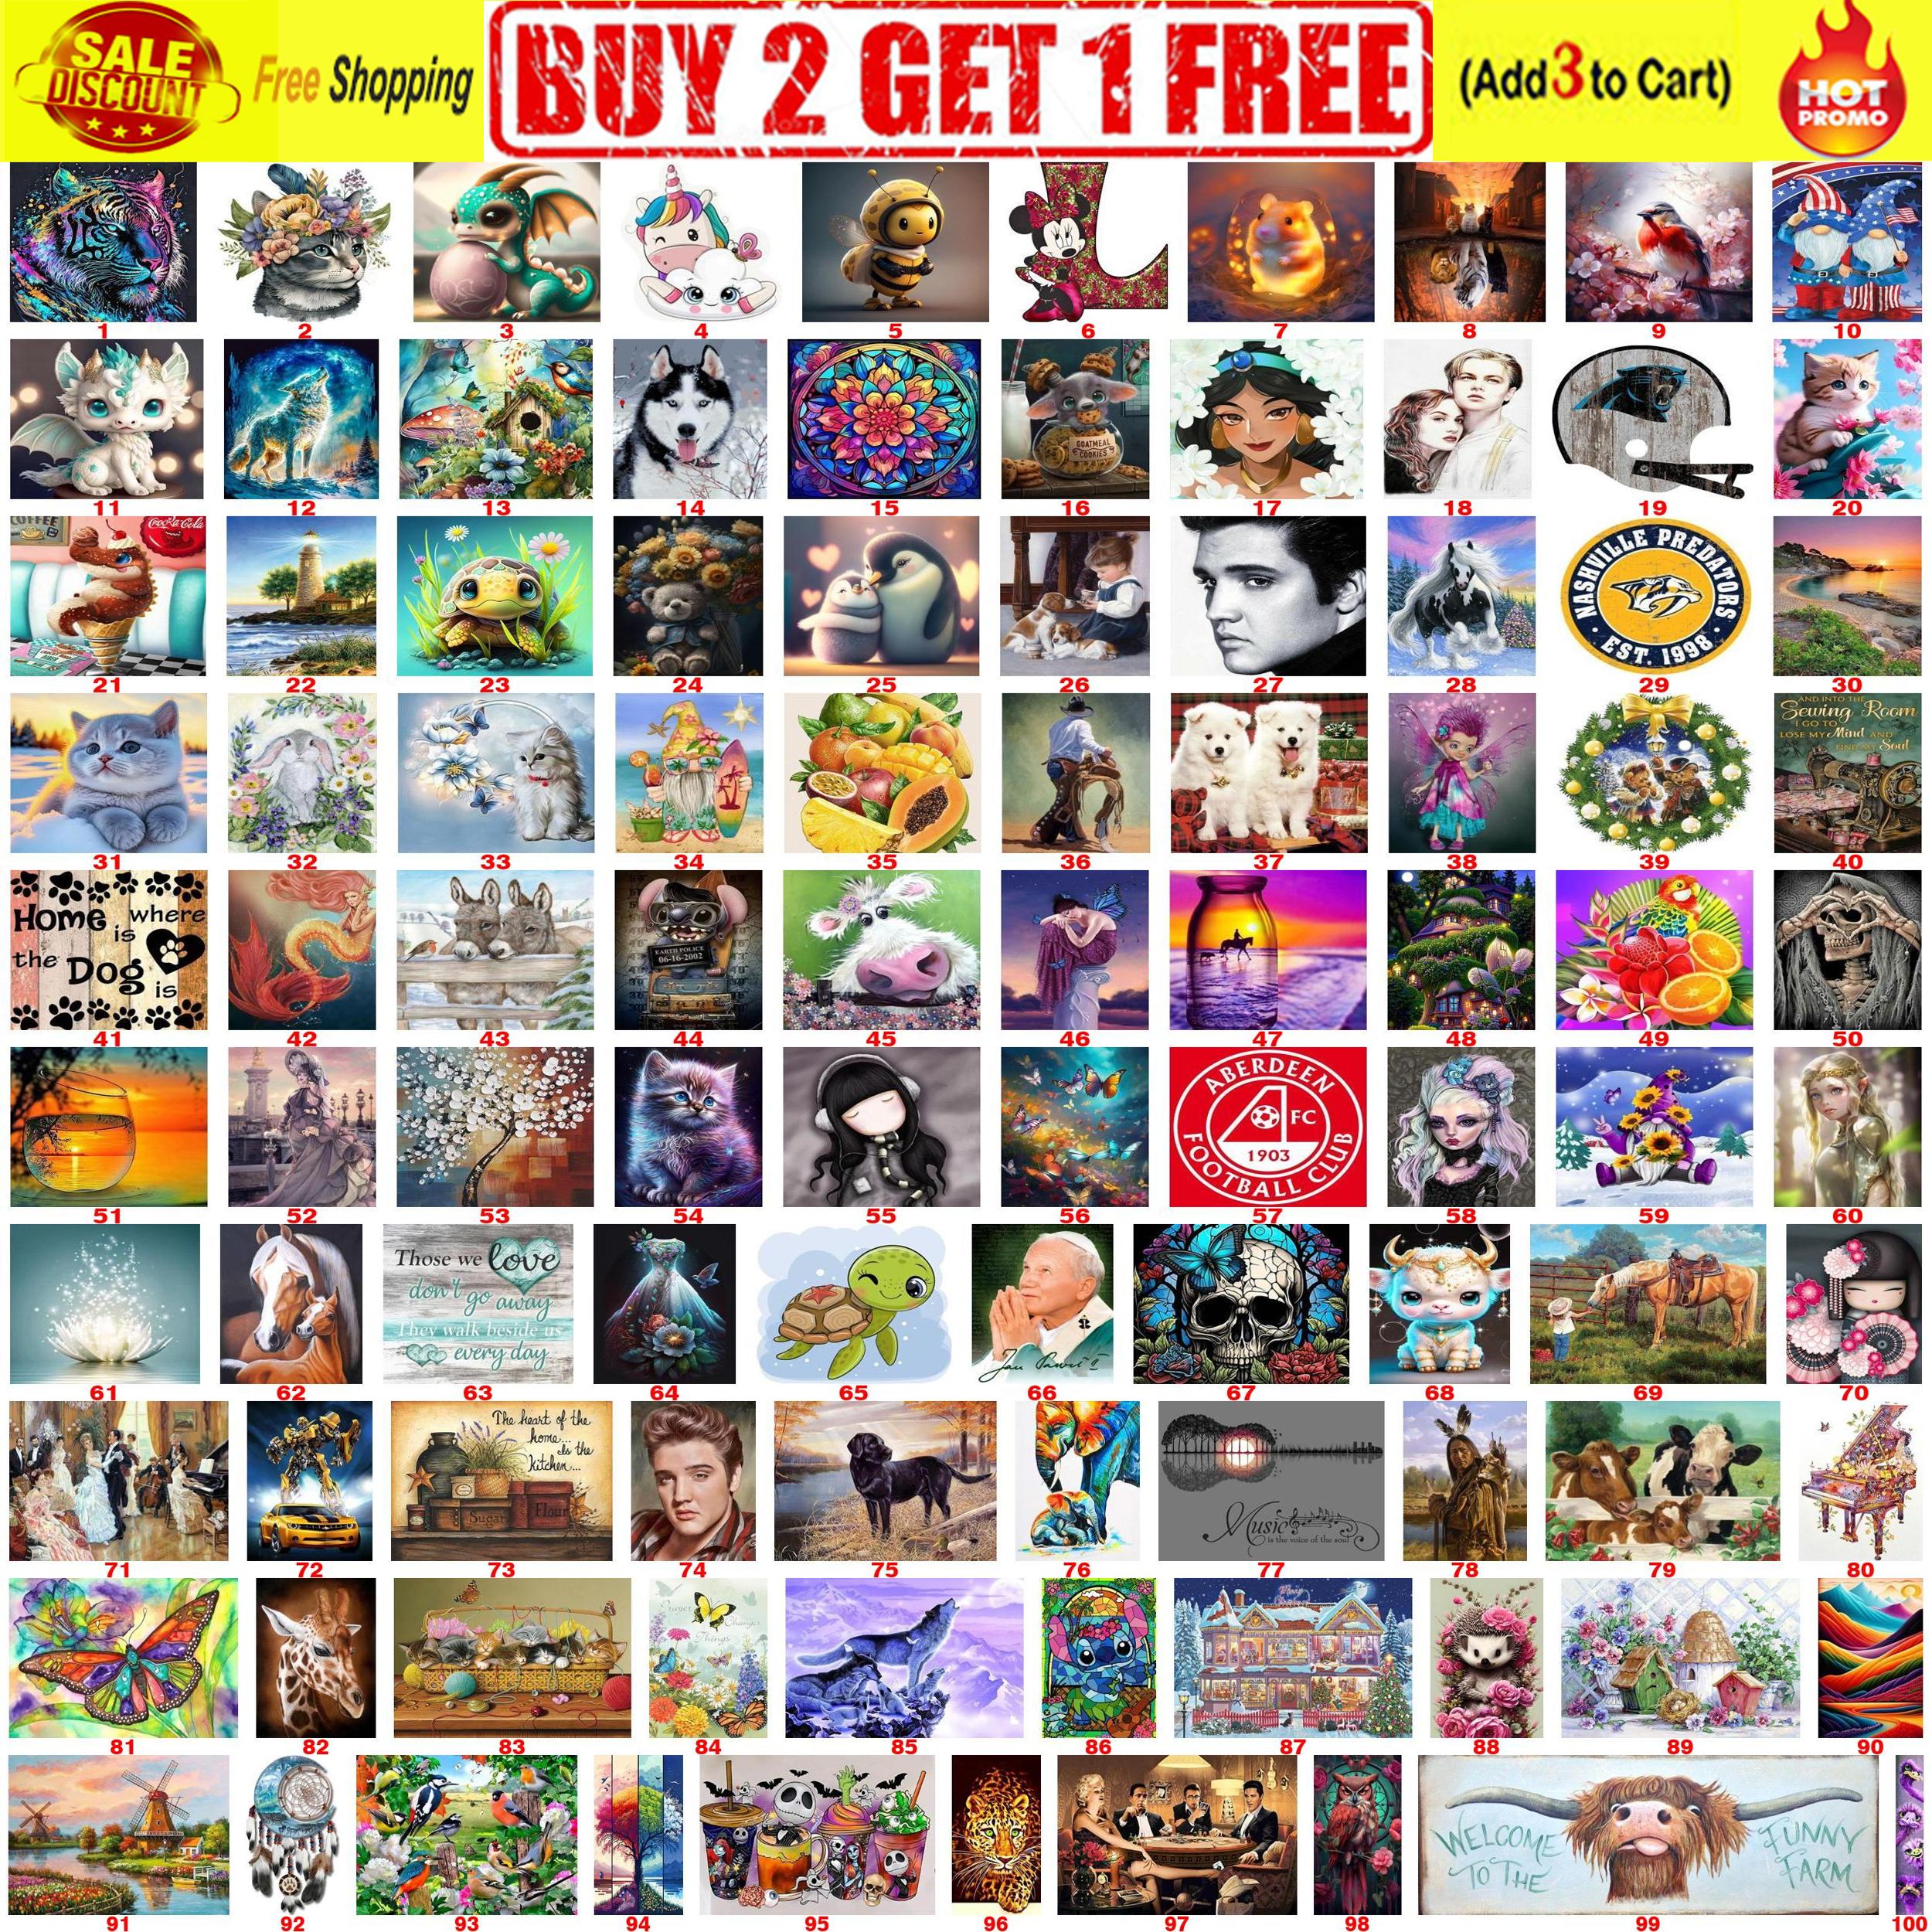 SALE
DISCOUNT
Free Shopping
BUY 2 GET 1 FREE
(Add 3 to Cart)
HOT
PROMO
1 2 3 4 5 6 7 8 9 10
L
GOATMEAL
COOKIES
11 12 13 14 15 16 17 18 19 20
COFFEE
Coca-Cola
NASHVILLE PREDATORS
EST. 1998
21 22 23 24 25 26 27 28 29 30
AND INTO THE
Sewing Room
I GO TO
LOSE MY Mind AND
FIND MY Soul
31 32 33 34 35 36 37 38 39 40
Home is where
the Dog is
EARTH POLICE
06-16-2002
41 42 43 44 45 46 47 48 49 50
ABERDEEN
FC
1903
FOOTBALL CLUB
51 52 53 54 55 56 57 58 59 60
Those we love
don't go away
They walk beside us
every day
61 62 63 64 65 66 67 68 69 70
The heart of the
home...
Is the
Kitchen...
Sugar
Flour
Music
is the voice of the soul
71 72 73 74 75 76 77 78 79 80
Prayer
Changes
Things
81 82 83 84 85 86 87 88 89 90
WELCOME
TO THE
FUNNY
FARM
91 92 93 94 95 96 97 98 99 100